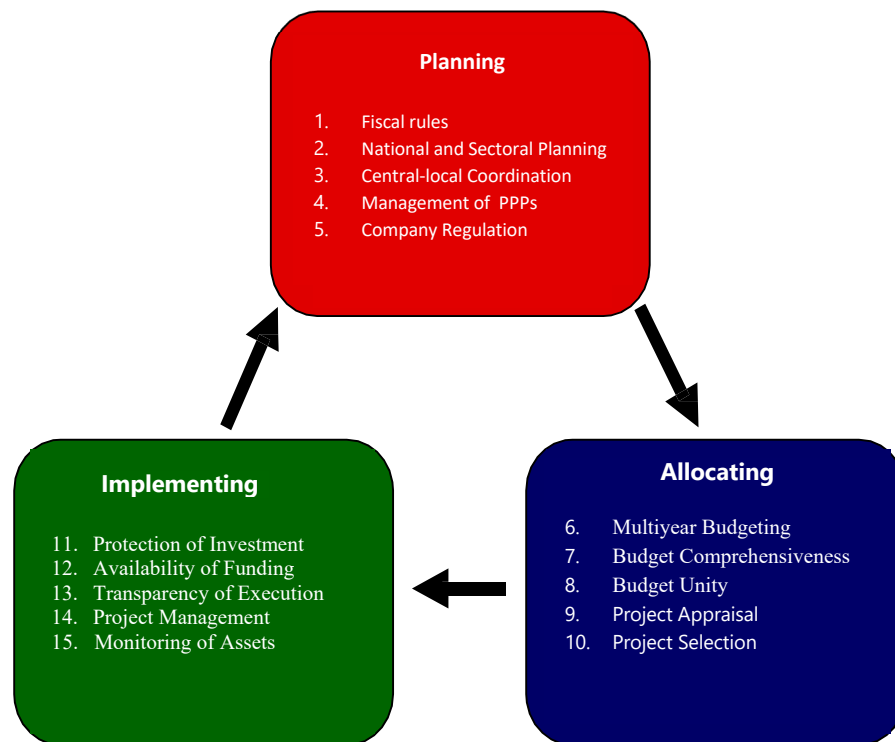 Planning
1. Fiscal rules
2. National and Sectoral Planning
3. Central-local Coordination
4. Management of PPPs
5. Company Regulation
Implementing
11. Protection of Investment
12. Availability of Funding
13. Transparency of Execution
14. Project Management
15. Monitoring of Assets
Allocating
6. Multiyear Budgeting
7. Budget Comprehensiveness
8. Budget Unity
9. Project Appraisal
10. Project Selection